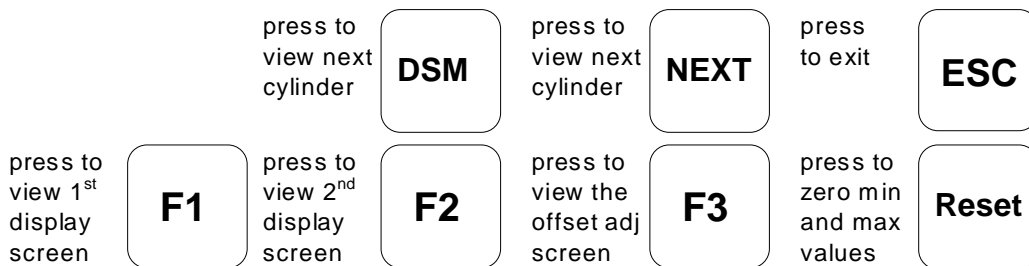 press to
view next
cylinder
DSM
press to
view next
cylinder
NEXT
press
to exit
ESC
press to
view 1st
display
screen
F1
press to
view 2nd
display
screen
F2
press to
view the
offset adj
screen
F3
press to
zero min
and max
values
Reset